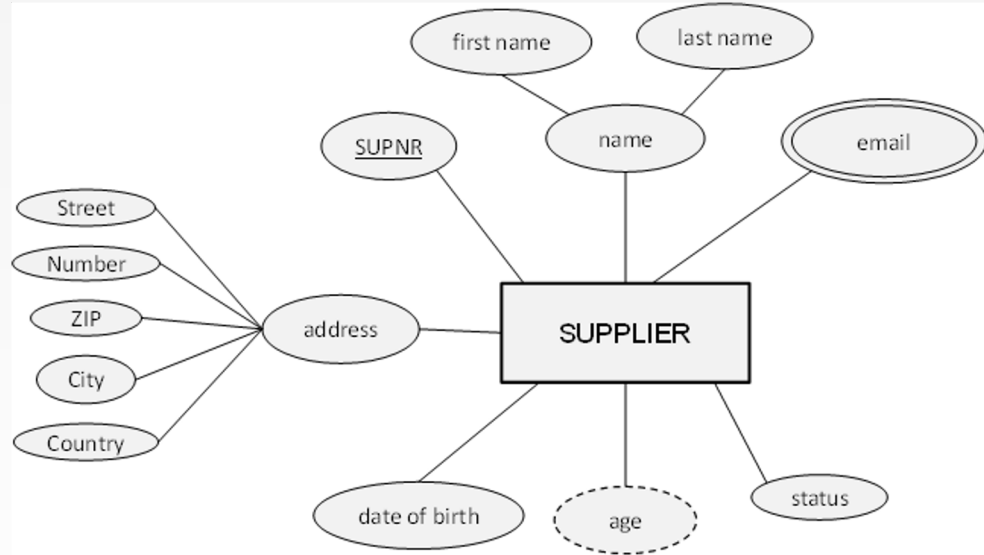 first name
last name
SUPNR
name
email
Street
Number
ZIP
City
Country
address
SUPPLIER
date of birth
age
status